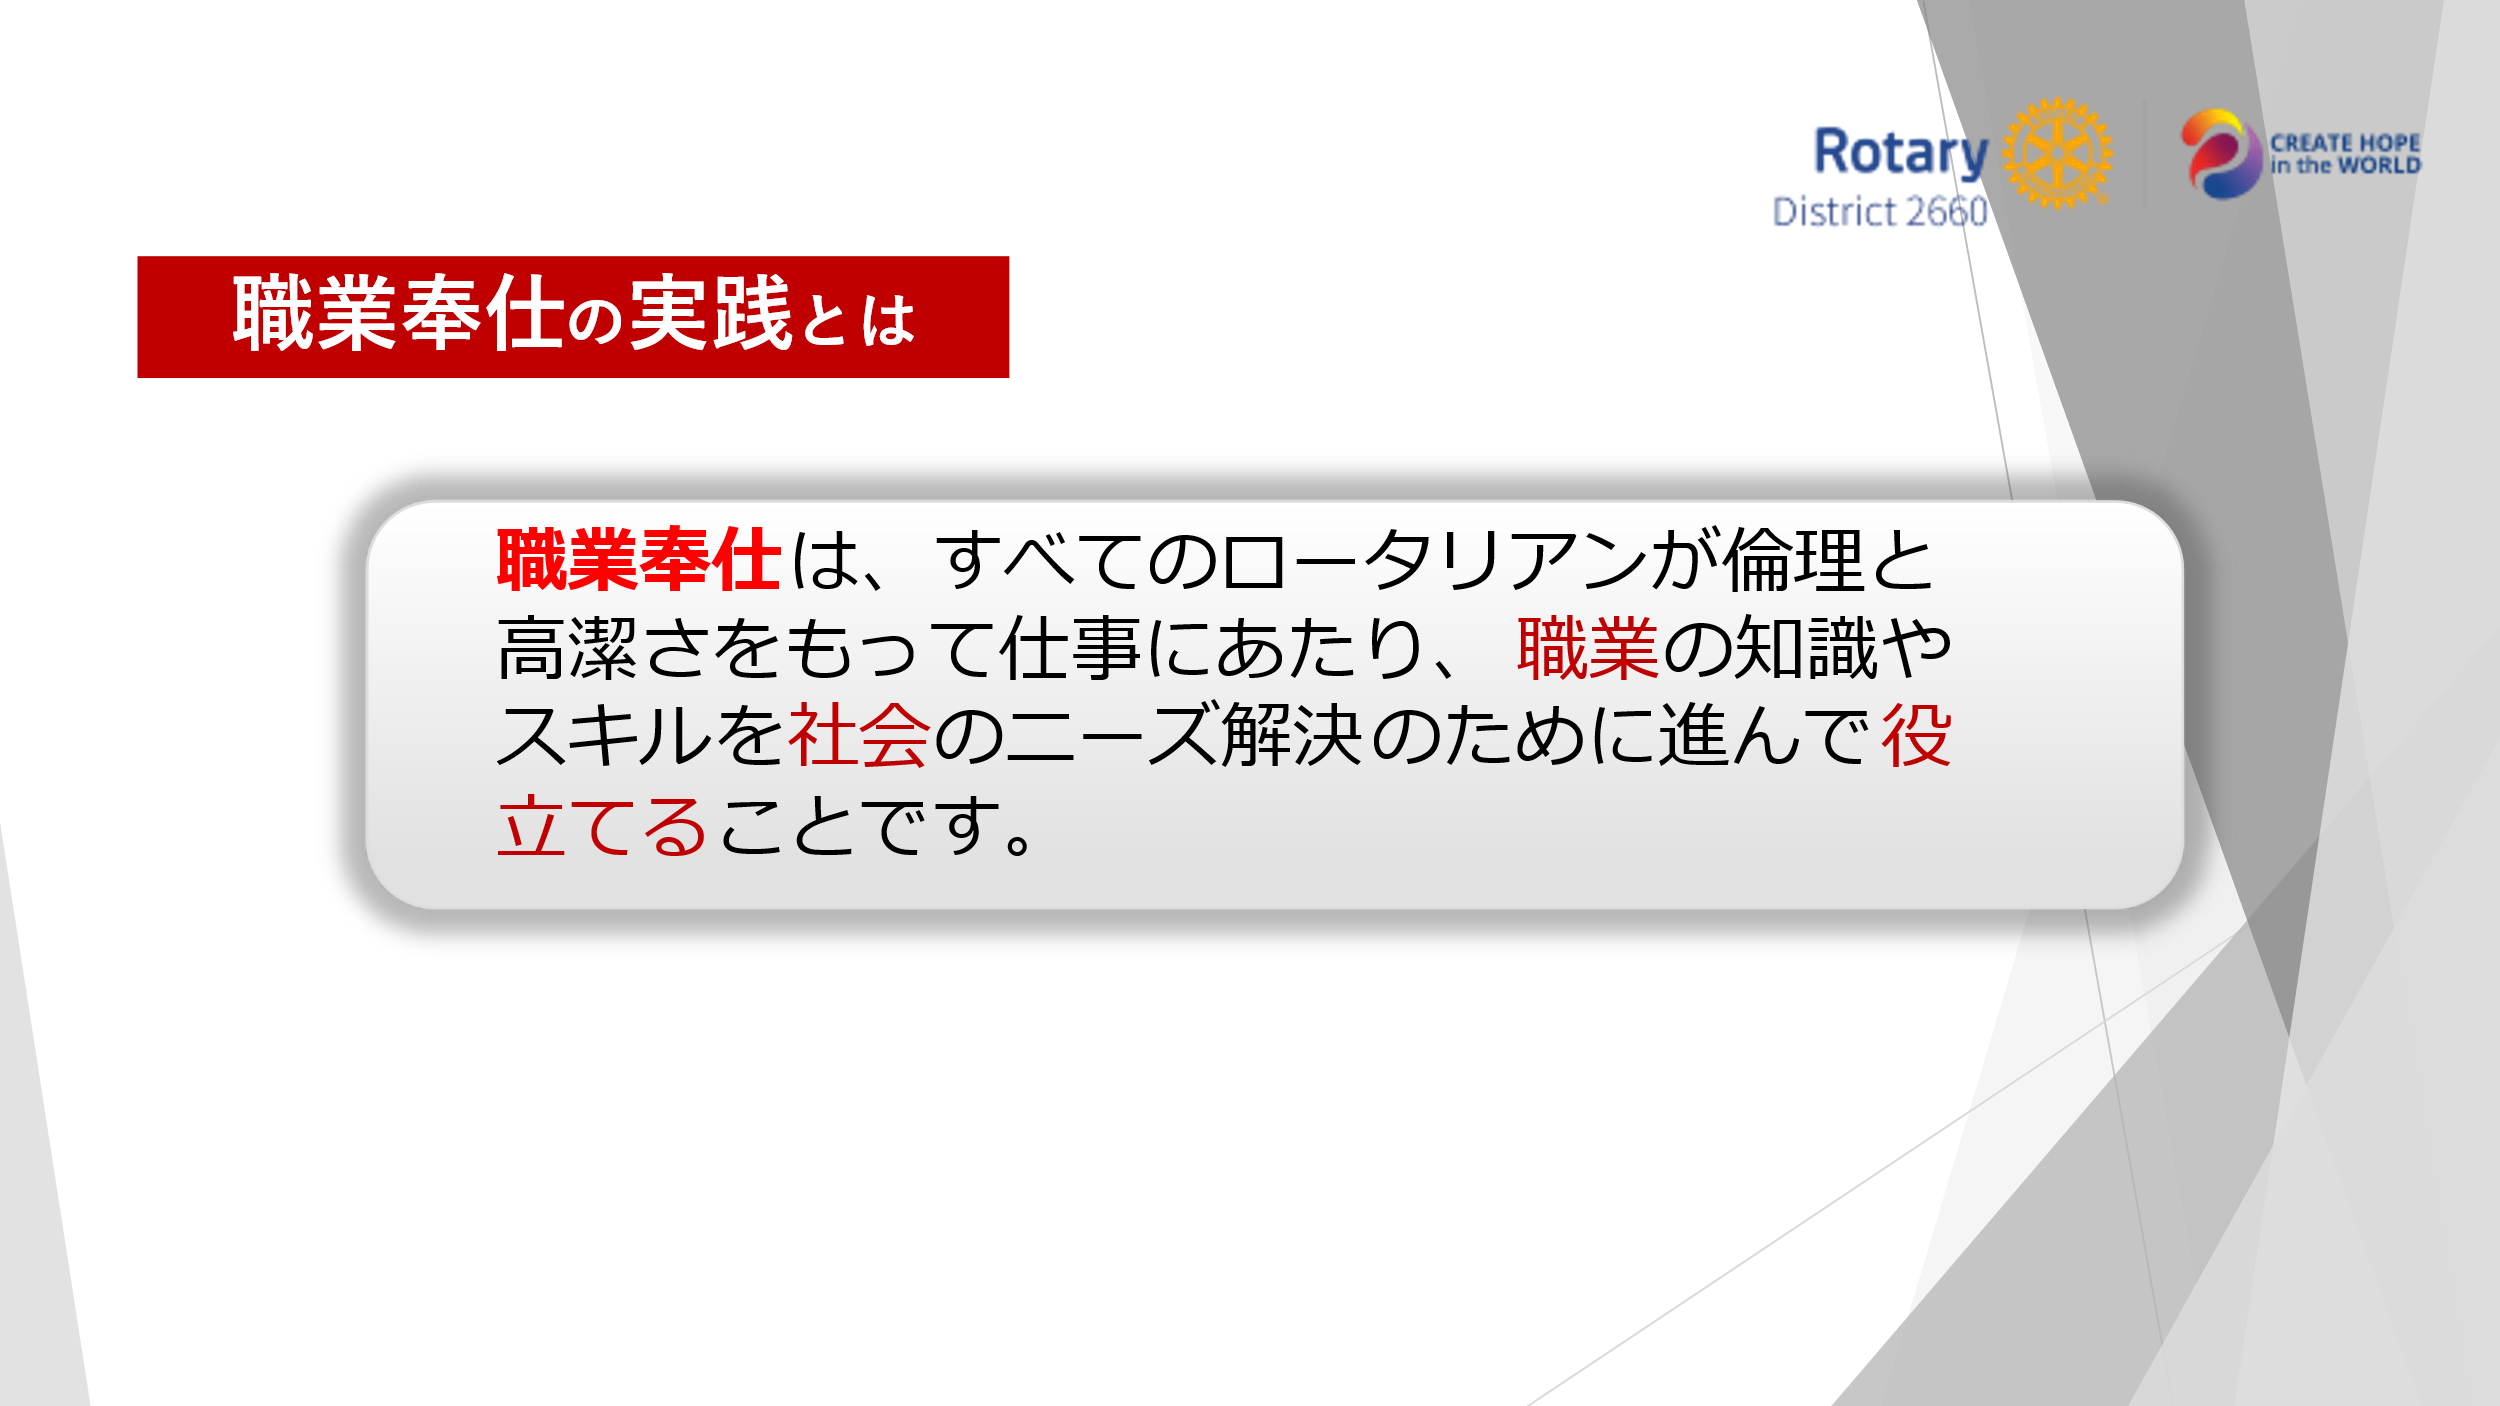 Rotary
District 2660
CREATE HOPE
in the WORLD
職業奉仕の実践とは
職業奉仕は、すべてのロータリアンが倫理と
高潔さをもって仕事にあたり、職業の知識や
スキルを社会のニーズ解決のために進んで役
立てることです。